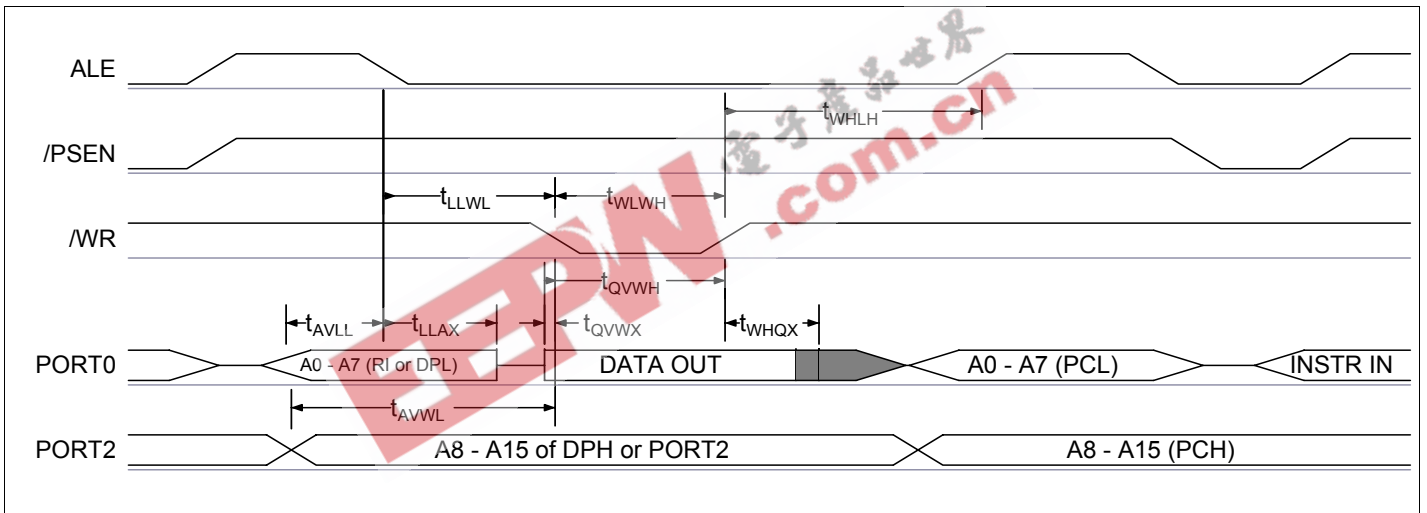 ALE
tWHLH
/PSEN
tLLWL
tWLWH
/WR
tQVWH
tAVLL
tLLAX
tQVWX
tWHQX
PORT0
A0 - A7 (RI or DPL)
DATA OUT
A0 - A7 (PCL)
INSTR IN
tAVWL
PORT2
A8 - A15 of DPH or PORT2
A8 - A15 (PCH)
EEPW
.com.cn
電子產品世界